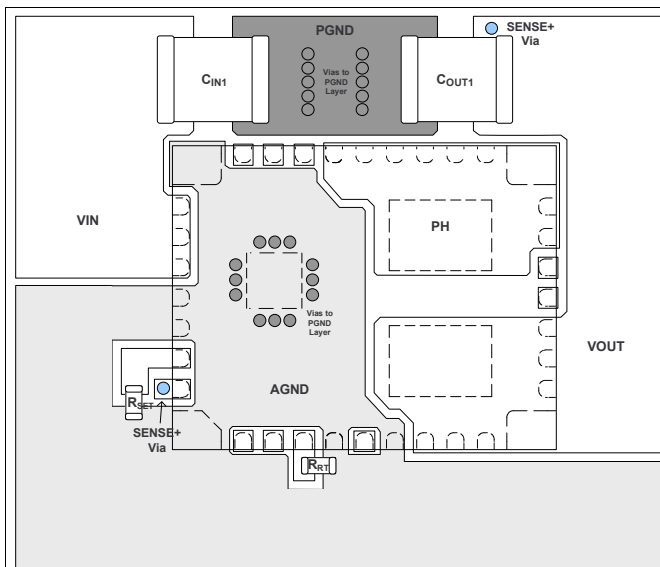 PGND
SENSE+
Via
CIN1
Vias to
PGND
Layer
COUT1
VIN
PH
Vias to
PGND
Layer
VOUT
AGND
RSET
SENSE+
Via
RRT